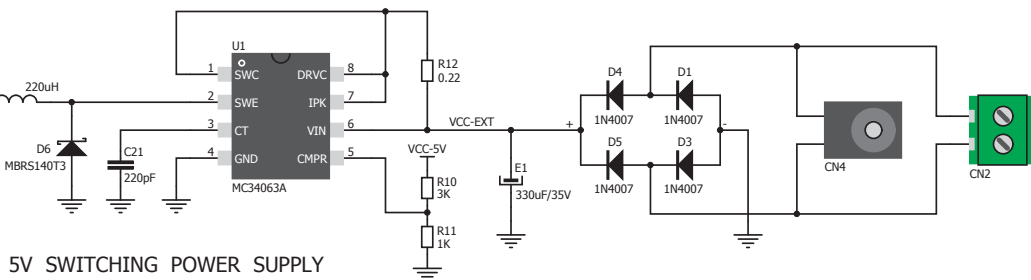 U1
R12
0.22
D4
D1
220uH
1
SWC
DRVC
8
2
SWE
IPK
7
1N4007
1N4007
3
CT
VIN
6
VCC-EXT
+
-
D6
MBRS140T3
C21
220pF
4
GND
CMPR
5
VCC-5V
D5
D3
MC34063A
R10
3K
E1
330uF/35V
1N4007
1N4007
CN4
CN2
R11
1K
5V SWITCHING POWER SUPPLY